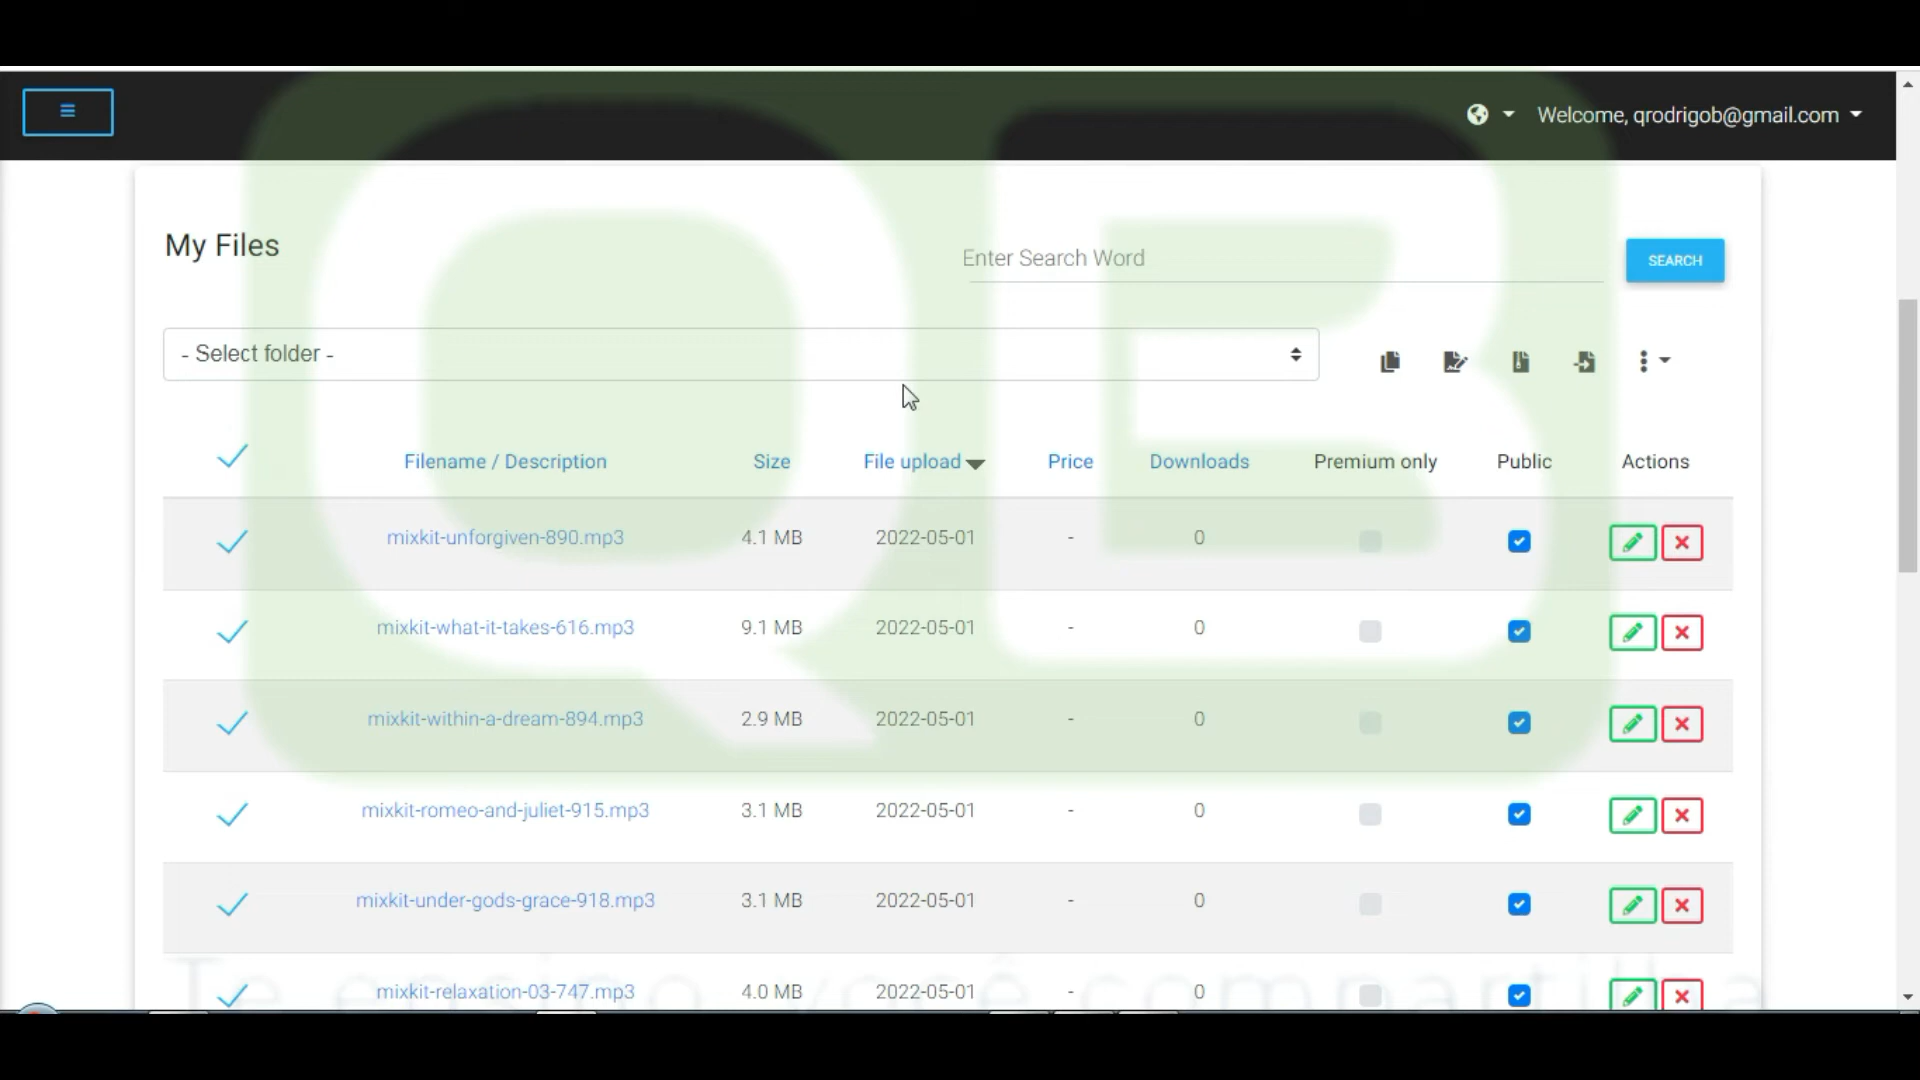 Welcome, qrodrigob@gmail.com
My Files
Enter Search Word
SEARCH
- Select folder -
Filename / Description Size File upload Price Downloads Premium only Public Actions
mixkit-unforgiven-890.mp3 4.1 MB 2022-05-01 - 0
mixkit-what-it-takes-616.mp3 9.1 MB 2022-05-01 - 0
mixkit-within-a-dream-894.mp3 2.9 MB 2022-05-01 - 0
mixkit-romeo-and-juliet-915.mp3 3.1 MB 2022-05-01 - 0
mixkit-under-gods-grace-918.mp3 3.1 MB 2022-05-01 - 0
mixkit-relaxation-03-747.mp3 4.0 MB 2022-05-01 - 0
QB
Te ensino você compartilha